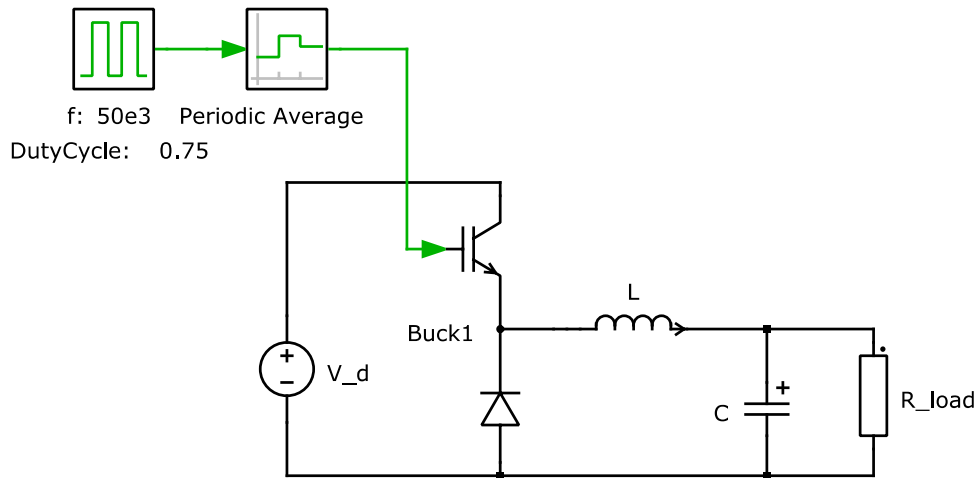 f: 50e3 Periodic Average
DutyCycle: 0.75
L
Buck1
V_d
C
R_load